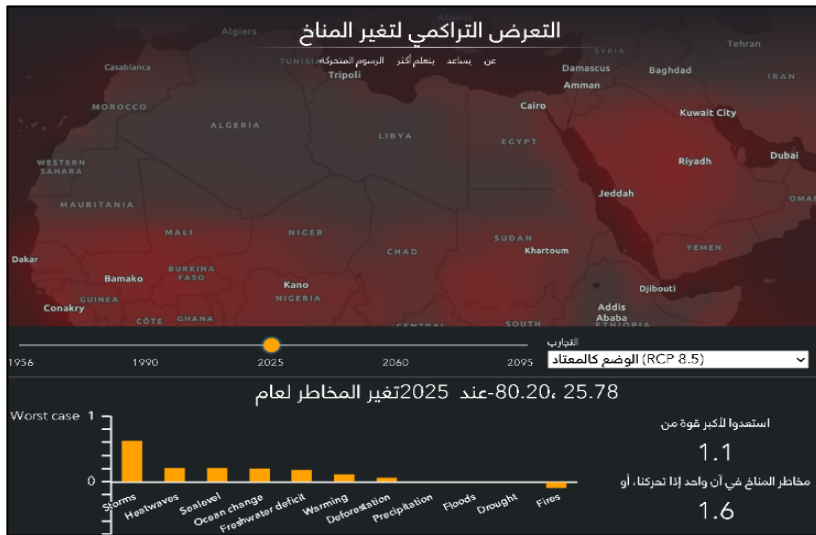 التعرض التراكمي لتغير المناخ
عن يساعد يتعلم أكثر الرسوم المتحركة
Algiers
Tehran
TUNISIA
SYRIA
Casablanca
Tripoli
Damascus
Baghdad
IRAN
Amman
MOROCCO
Cairo
Kuwait City
ALGERIA
LIBYA
EGYPT
WESTERN SAHARA
Riyadh
Dubai
Jeddah
MAURITANIA
OMAN
MALI
NIGER
SUDAN
CHAD
Khartoum
YEMEN
Dakar
Bamako
BURKINA FASO
Kano
NIGERIA
Djibouti
GUINEA
Conakry
Addis Ababa
CÔTE
GHANA
CENTRAL
SOUTH
ETHIOPIA
التجارب
1956 1990 2025 2060 2095
الوضع كالمعتاد (RCP 8.5)
تغير المخاطر لعام 2025 عند -80.20، 25.78
Worst case 1
0
Storms
Heatwaves
Sealevel
Ocean change
Freshwater deficit
Warming
Deforestation
Precipitation
Floods
Drought
Fires
استعدوا لأكبر قوة من
1.1
مخاطر المناخ في آن واحد إذا تحركنا، أو
1.6